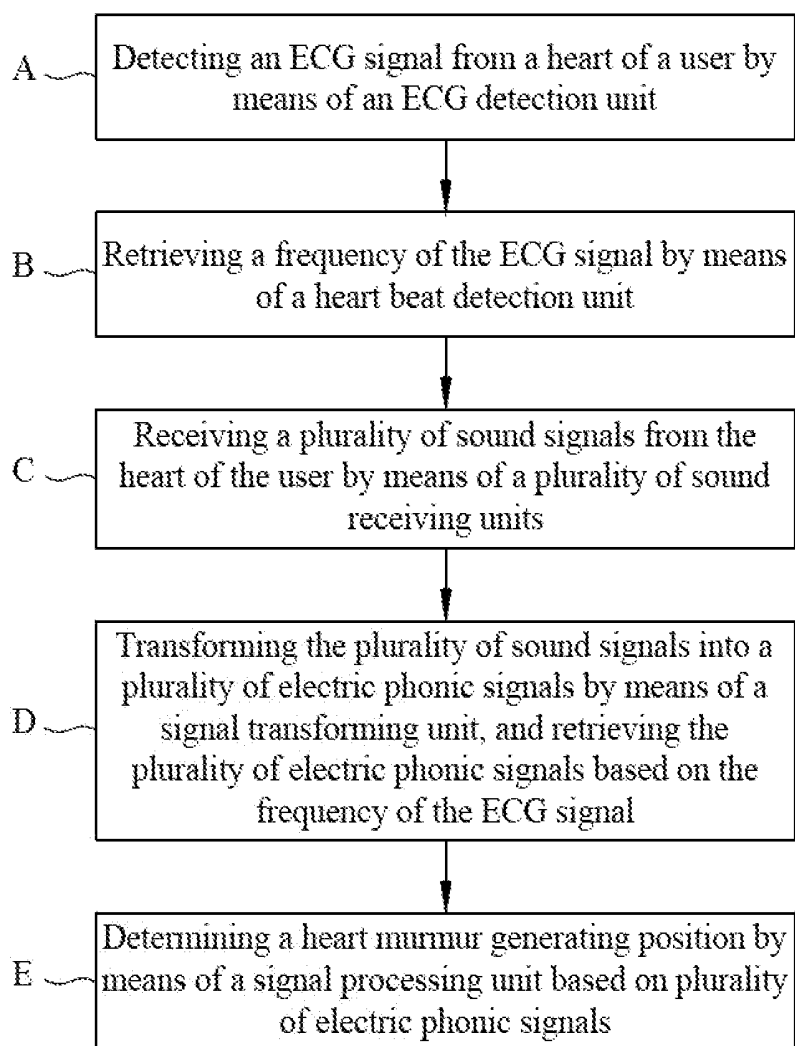 A
Detecting an ECG signal from a heart of a user by
means of an ECG detection unit
B
Retrieving a frequency of the ECG signal by means
of a heart beat detection unit
C
Receiving a plurality of sound signals from the
heart of the user by means of a plurality of sound
receiving units
D
Transforming the plurality of sound signals into a
plurality of electric phonic signals by means of a
signal transforming unit, and retrieving the
plurality of electric phonic signals based on the
frequency of the ECG signal
E
Determining a heart murmur generating position by
means of a signal processing unit based on plurality
of electric phonic signals